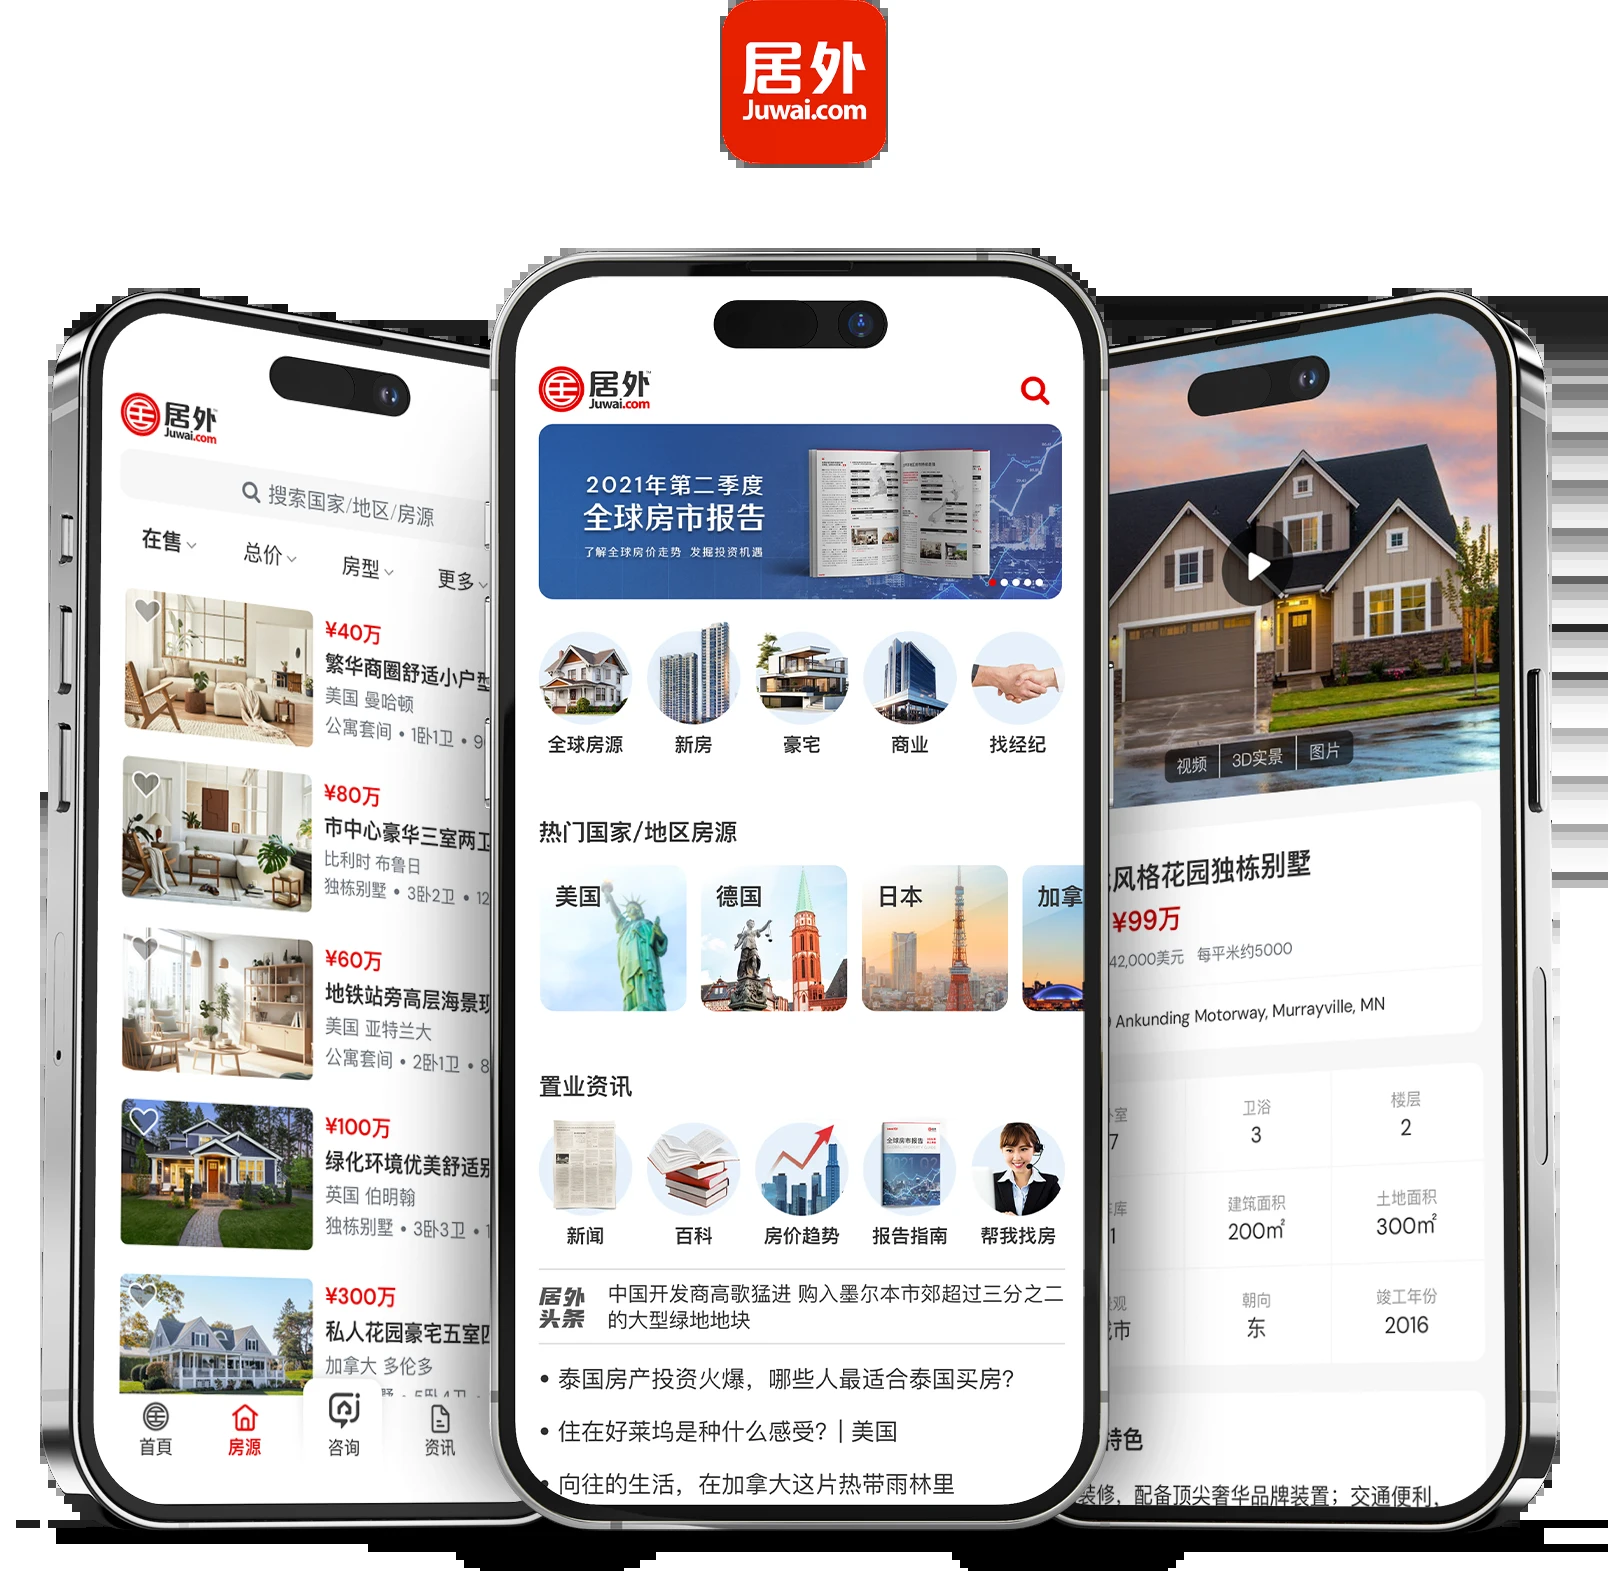 居外
Juwai.com
居外
Juwai.com
搜索国家/地区/房源
在售
总价
房型
更多
¥40万
繁华商圈舒适小户型
美国 曼哈顿
公寓套间 • 1卧1卫 • 9
¥80万
市中心豪华三室两卫
比利时 布鲁日
独栋别墅 • 3卧2卫 • 12
¥60万
地铁站旁高层海景现
美国 亚特兰大
公寓套间 • 2卧1卫 • 8
¥100万
绿化环境优美舒适别
英国 伯明翰
独栋别墅 • 3卧3卫 • 1
¥300万
私人花园豪宅五室四
加拿大 多伦多
首頁
房源
咨询
资讯
居外
Juwai.com
2021年第二季度
全球房市报告
了解全球房价走势 发掘投资机遇
全球房源
新房
豪宅
商业
找经纪
热门国家/地区房源
美国
德国
日本
加拿
置业资讯
全球房市报告
2021.02
新闻
百科
房价趋势
报告指南
帮我找房
居外
头条
中国开发商高歌猛进 购入墨尔本市郊超过三分之二
的大型绿地地块
• 泰国房产投资火爆，哪些人最适合泰国买房？
• 住在好莱坞是种什么感受？| 美国
• 向往的生活，在加拿大这片热带雨林里
视频
3D实景
图片
风格花园独栋别墅
¥99万
42,000美元 每平米约5000
Ankunding Motorway, Murrayville, MN
室
7
卫浴
3
楼层
2
库
1
建筑面积
200㎡
土地面积
300㎡
观
市
朝向
东
竣工年份
2016
特色
装修，配备顶尖奢华品牌装置；交通便利，